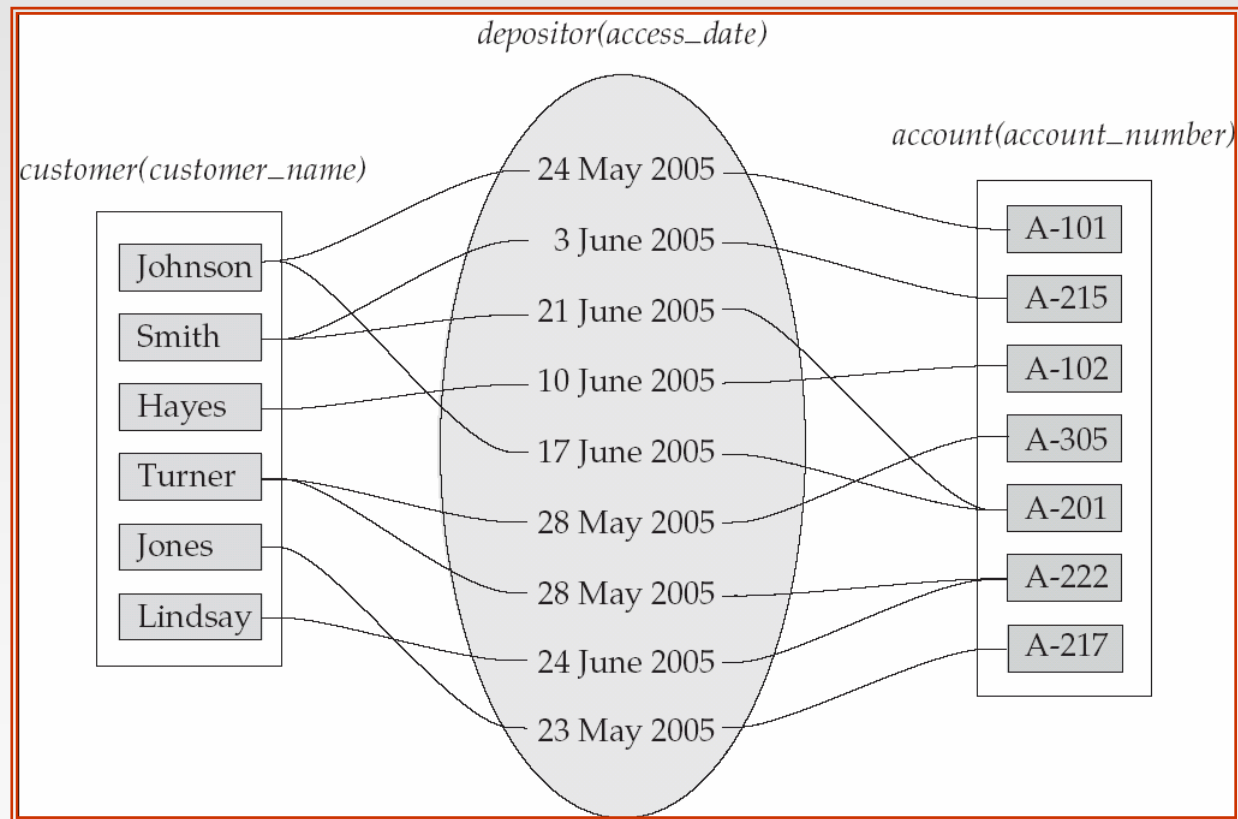 depositor(access_date)
customer(customer_name)
account(account_number)
Johnson
Smith
Hayes
Turner
Jones
Lindsay
24 May 2005
3 June 2005
21 June 2005
10 June 2005
17 June 2005
28 May 2005
28 May 2005
24 June 2005
23 May 2005
A-101
A-215
A-102
A-305
A-201
A-222
A-217